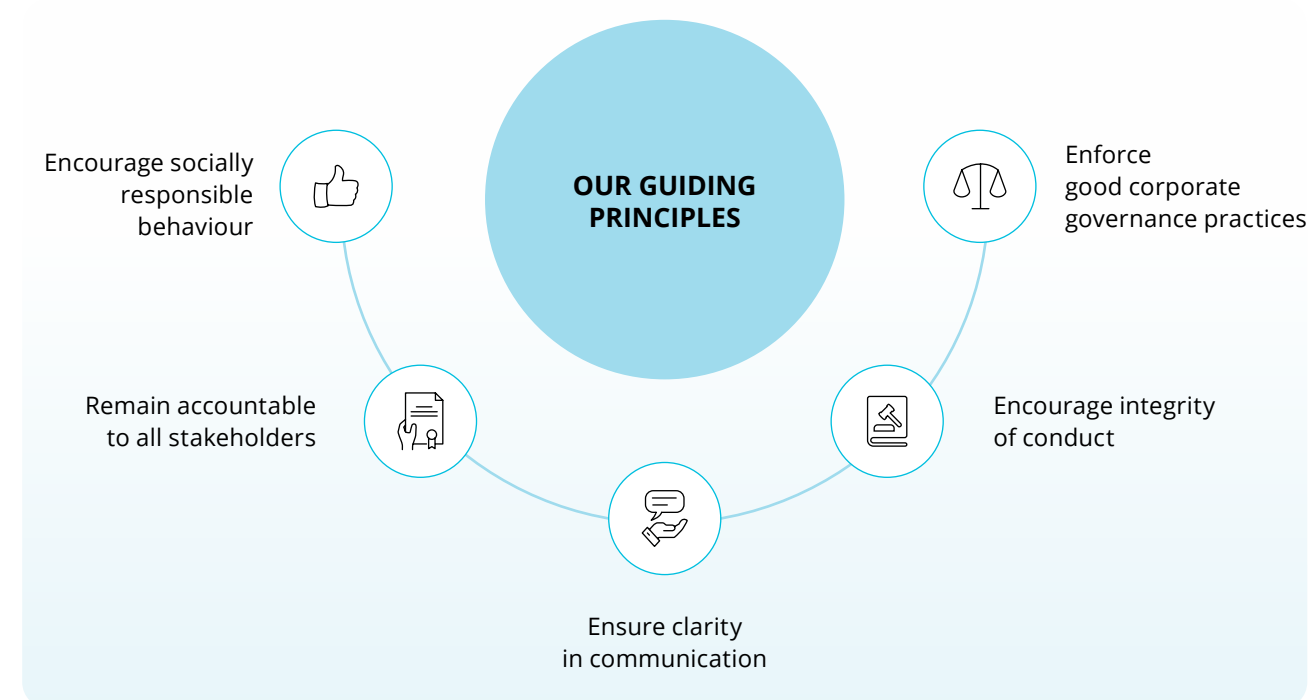 OUR GUIDING
PRINCIPLES
Encourage socially
responsible
behaviour
Remain accountable
to all stakeholders
Ensure clarity
in communication
Encourage integrity
of conduct
Enforce
good corporate
governance practices